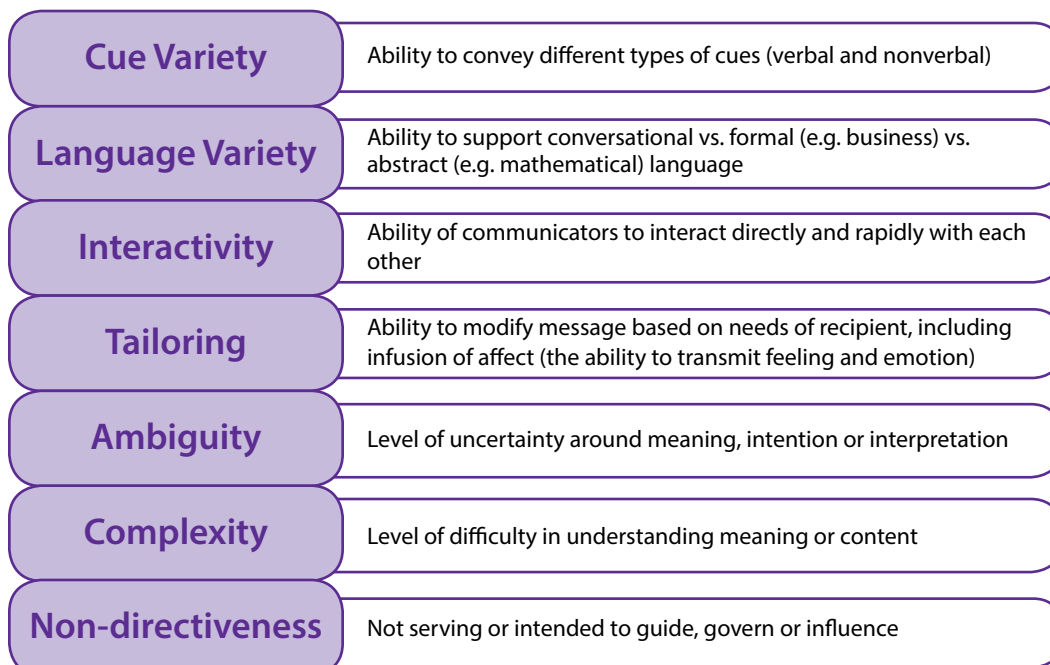 Cue Variety
Ability to convey different types of cues (verbal and nonverbal)
Language Variety
Ability to support conversational vs. formal (e.g. business) vs.
abstract (e.g. mathematical) language
Interactivity
Ability of communicators to interact directly and rapidly with each
other
Tailoring
Ability to modify message based on needs of recipient, including
infusion of affect (the ability to transmit feeling and emotion)
Ambiguity
Level of uncertainty around meaning, intention or interpretation
Complexity
Level of difficulty in understanding meaning or content
Non-directiveness
Not serving or intended to guide, govern or influence